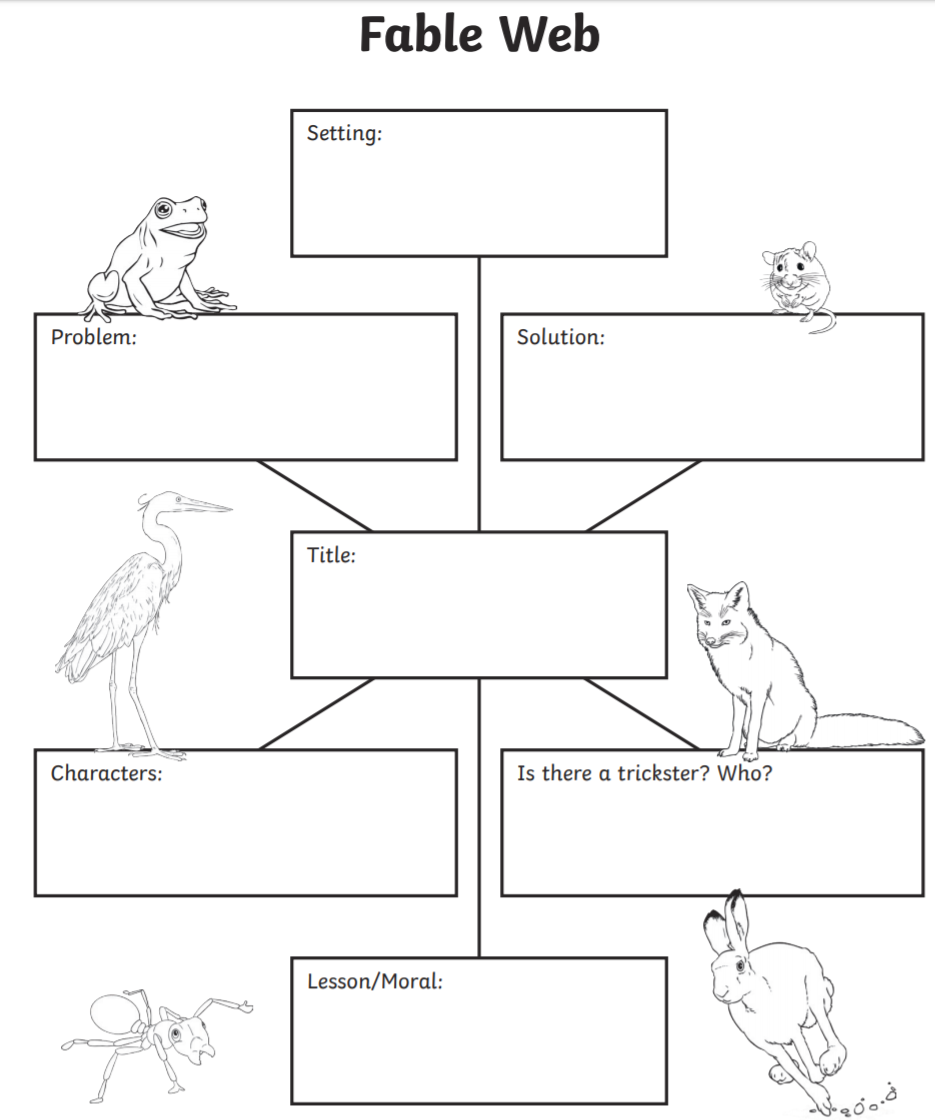 Fable Web
Setting:
Problem:
Solution:
Title:
Characters:
Is there a trickster? Who?
Lesson/Moral: